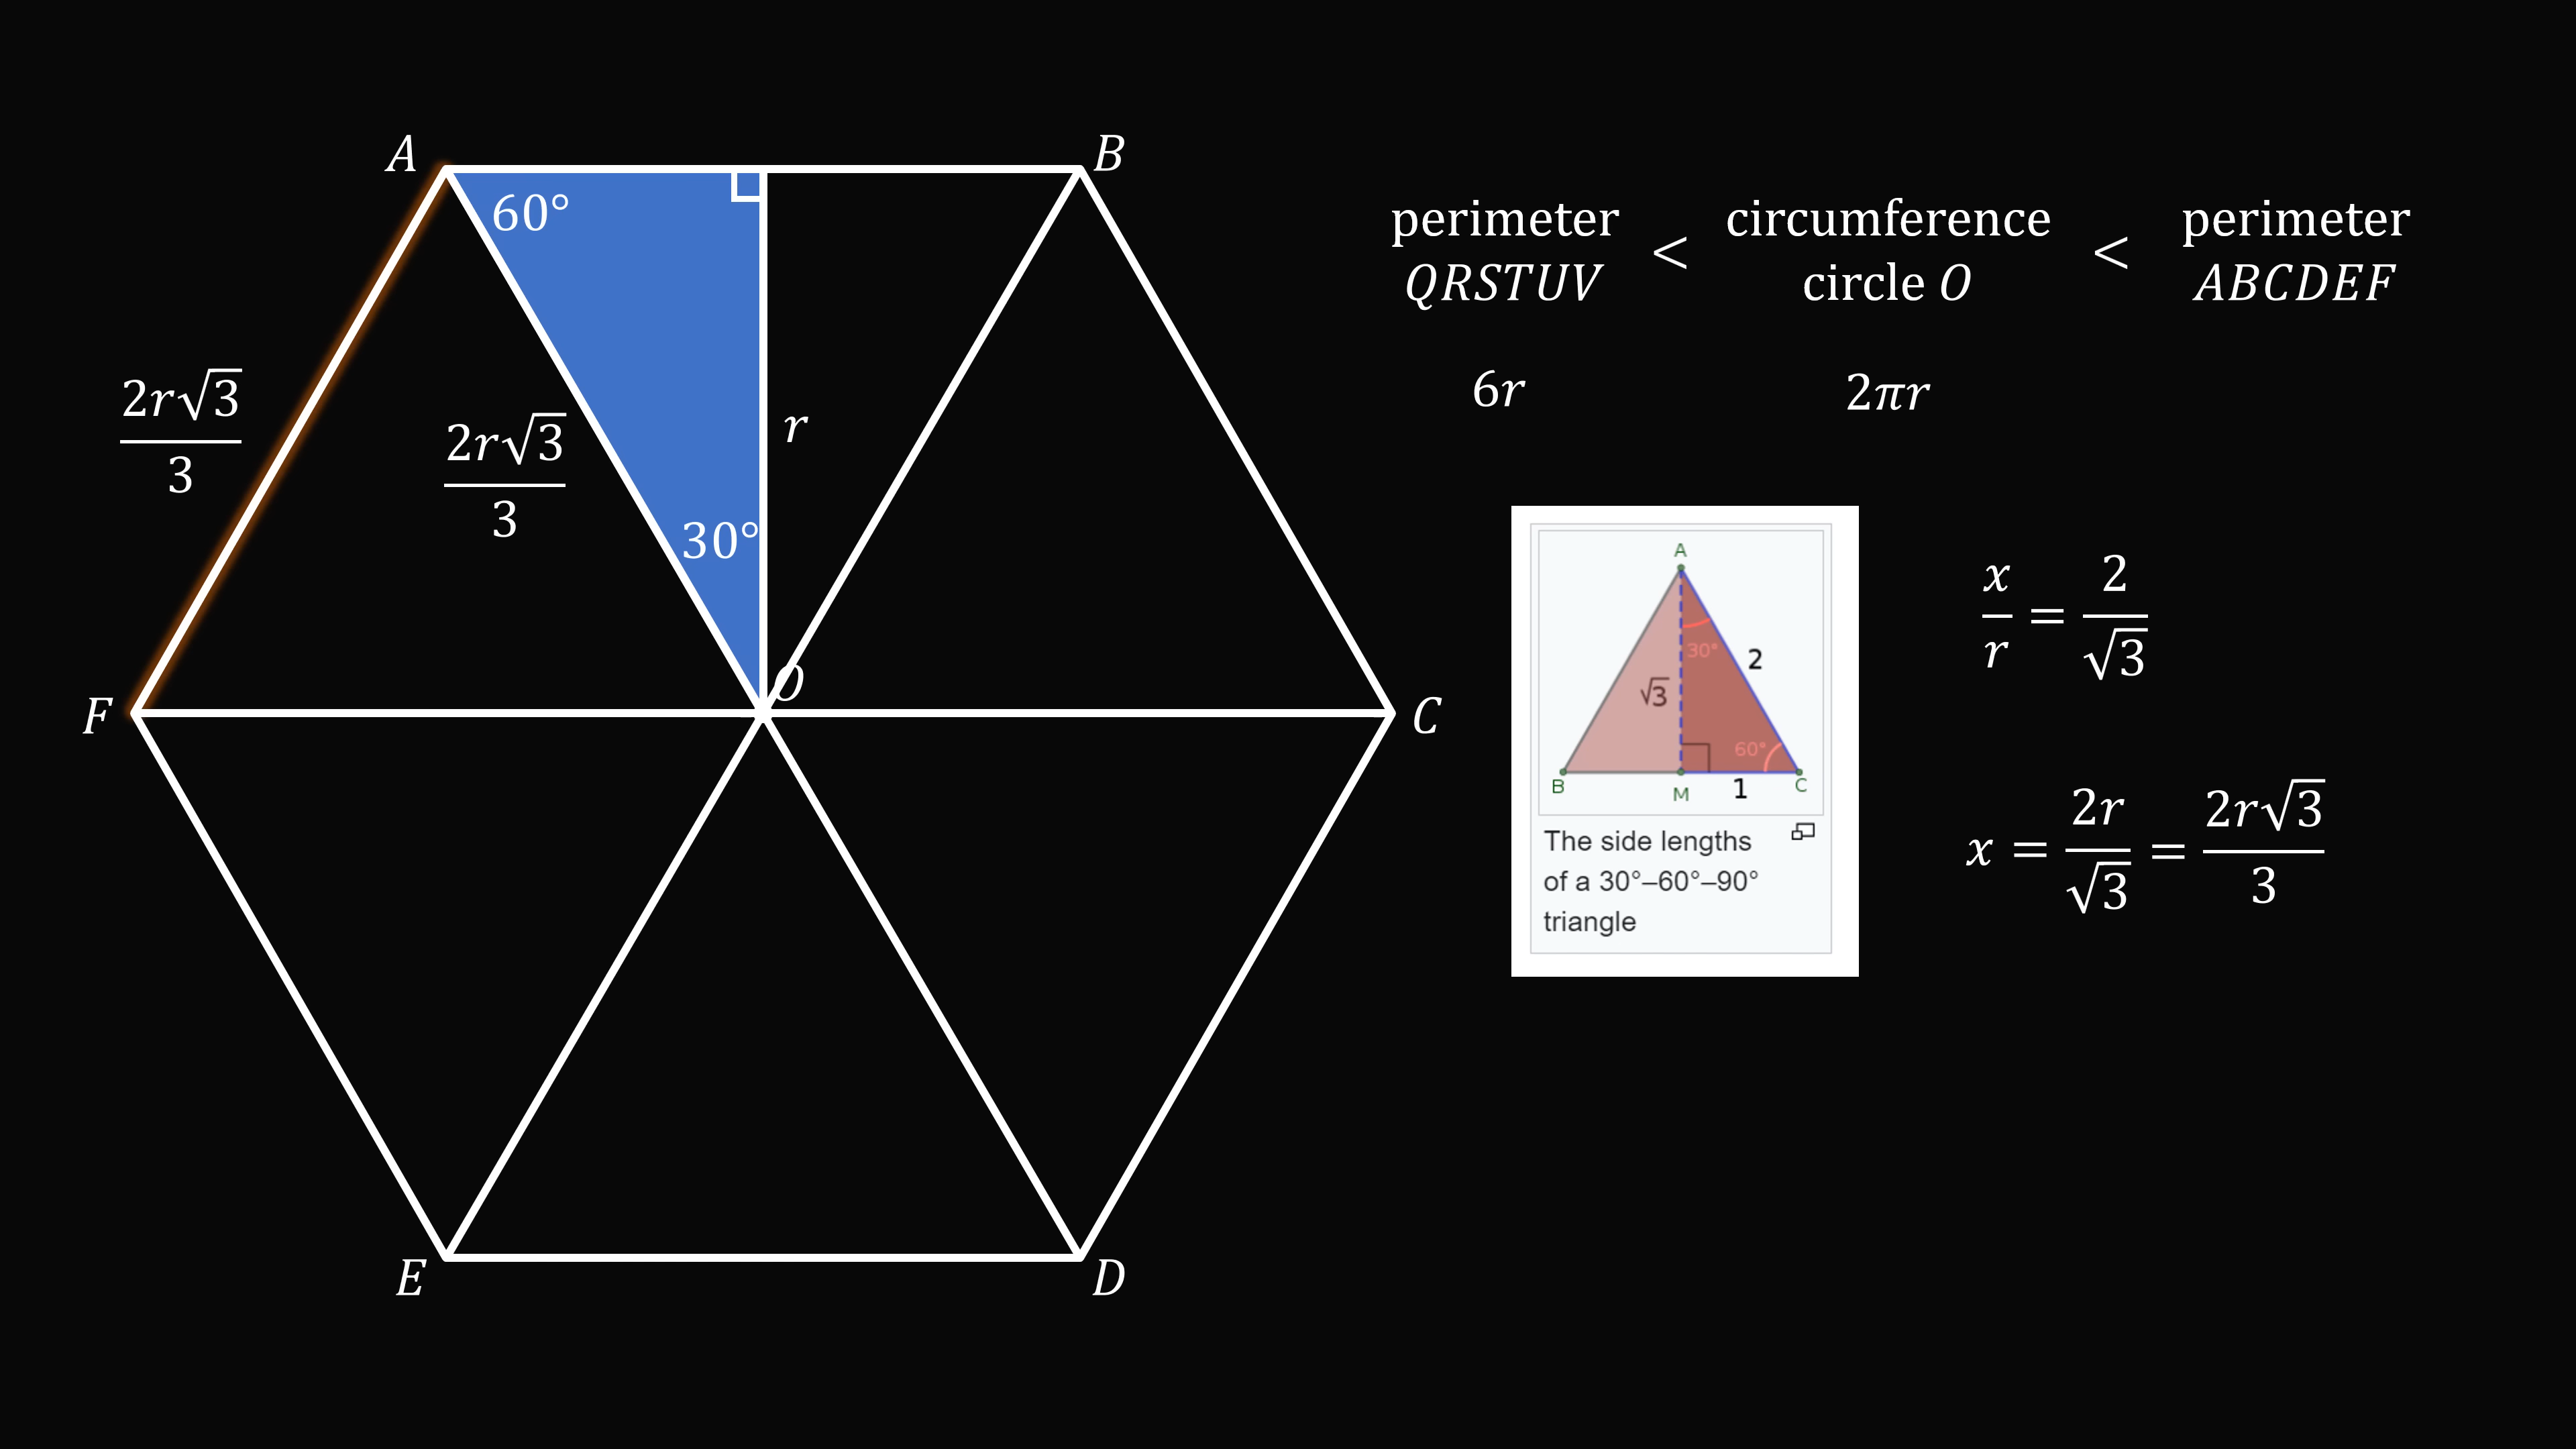 A
B
60°
2r√3
3
2r√3
3
r
30°
O
F
C
E
D
perimeter < circumference < perimeter
QRSTUV circle O ABCDEF
6r 2πr
A
30°
2
√3
60°
B
M
1
C
The side lengths
of a 30°–60°–90°
triangle
x/r = 2/√3
x = 2r/√3 = 2r√3/3